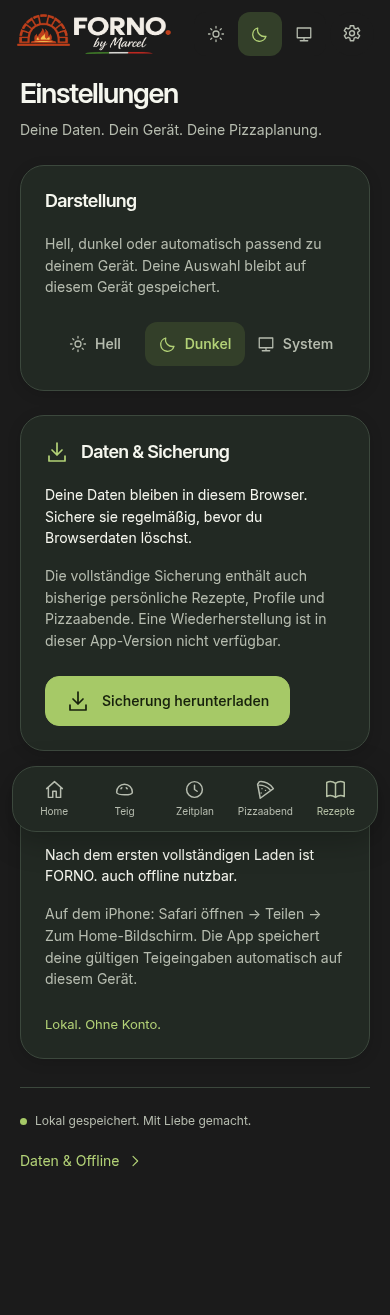 FORNO.
by Marcel
Einstellungen
Deine Daten. Dein Gerät. Deine Pizzaplanung.
Darstellung
Hell, dunkel oder automatisch passend zu
deinem Gerät. Deine Auswahl bleibt auf
diesem Gerät gespeichert.
Hell
Dunkel
System
Daten & Sicherung
Deine Daten bleiben in diesem Browser.
Sichere sie regelmäßig, bevor du
Browserdaten löschst.
Die vollständige Sicherung enthält auch
bisherige persönliche Rezepte, Profile und
Pizzaabende. Eine Wiederherstellung ist in
dieser App-Version nicht verfügbar.
Sicherung herunterladen
Home
Teig
Zeitplan
Pizzaabend
Rezepte
Nach dem ersten vollständigen Laden ist
FORNO. auch offline nutzbar.
Auf dem iPhone: Safari öffnen → Teilen →
Zum Home-Bildschirm. Die App speichert
deine gültigen Teigeingaben automatisch auf
diesem Gerät.
Lokal. Ohne Konto.
Lokal gespeichert. Mit Liebe gemacht.
Daten & Offline